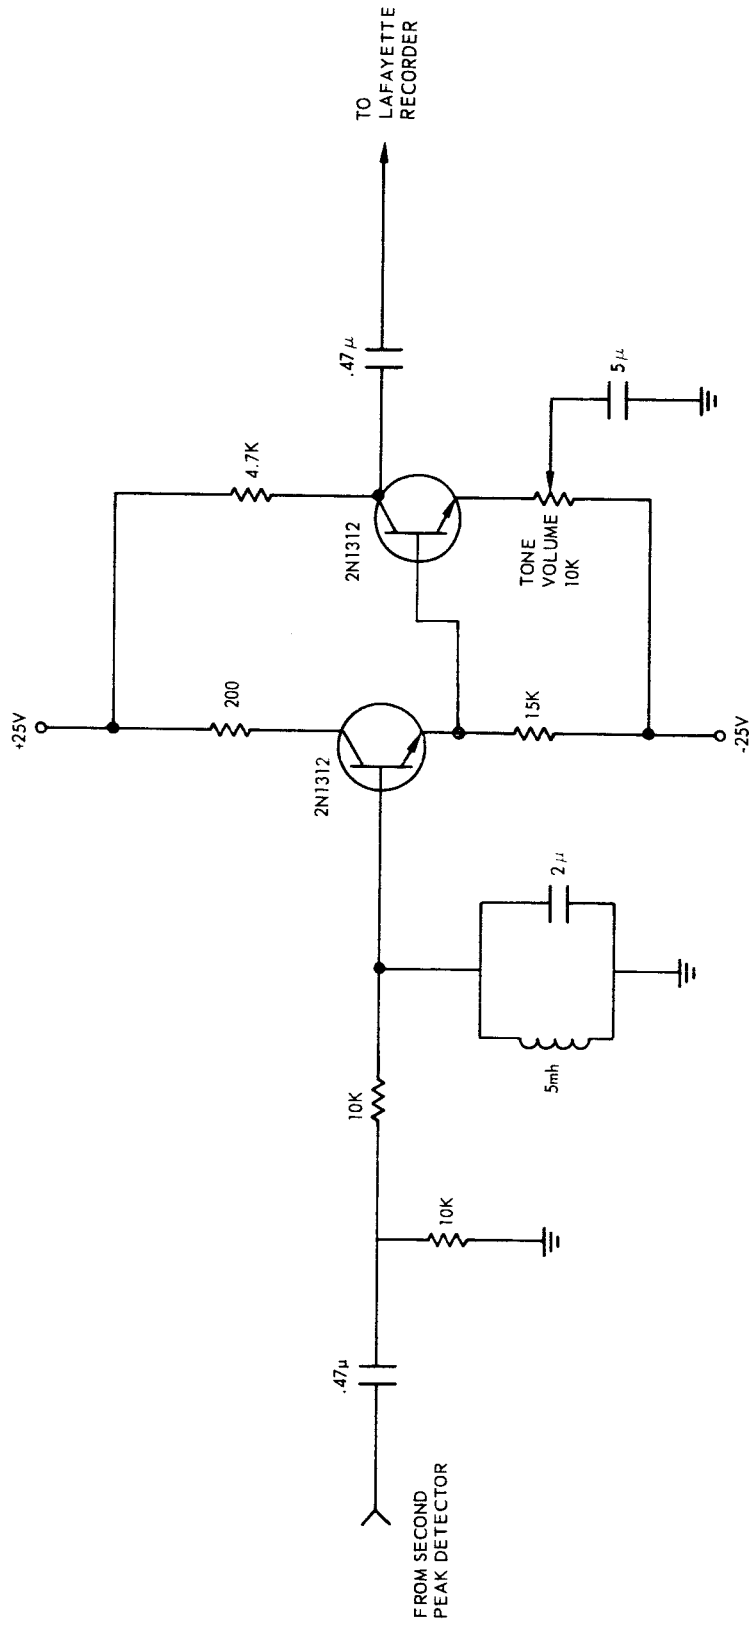 FROM SECOND
PEAK DETECTOR
.47μ
10K
10K
5mh
2μ
2N1312
+25V
200
15K
-25V
2N1312
4.7K
TONE
VOLUME
10K
5μ
.47μ
TO
LAFAYETTE
RECORDER